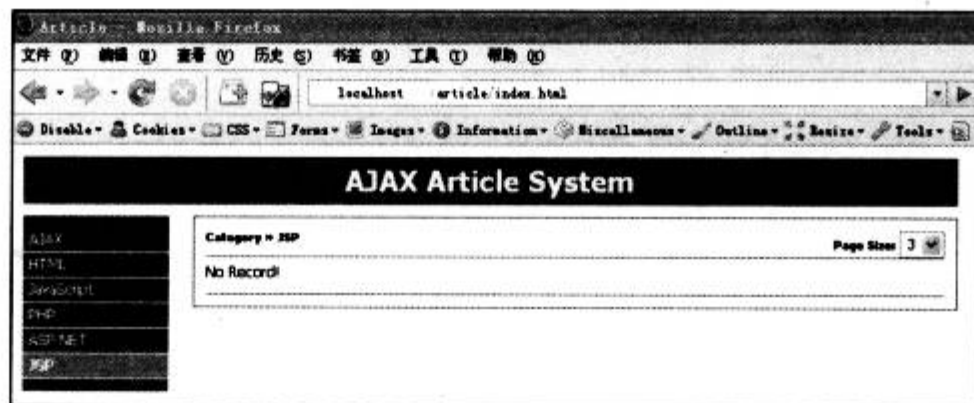 Article - Mozilla Firefox
文件 (F) 编辑 (E) 查看 (V) 历史 (S) 书签 (B) 工具 (T) 帮助 (H)
localhost article/index.html
Disable Cookies CSS Forms Images Information Miscellaneous Outline Resize Tools
AJAX Article System
AJAX
HTML
JavaScript
PHP
ASP.NET
JSP
Category » JSP
Page Size: 3
No Record!